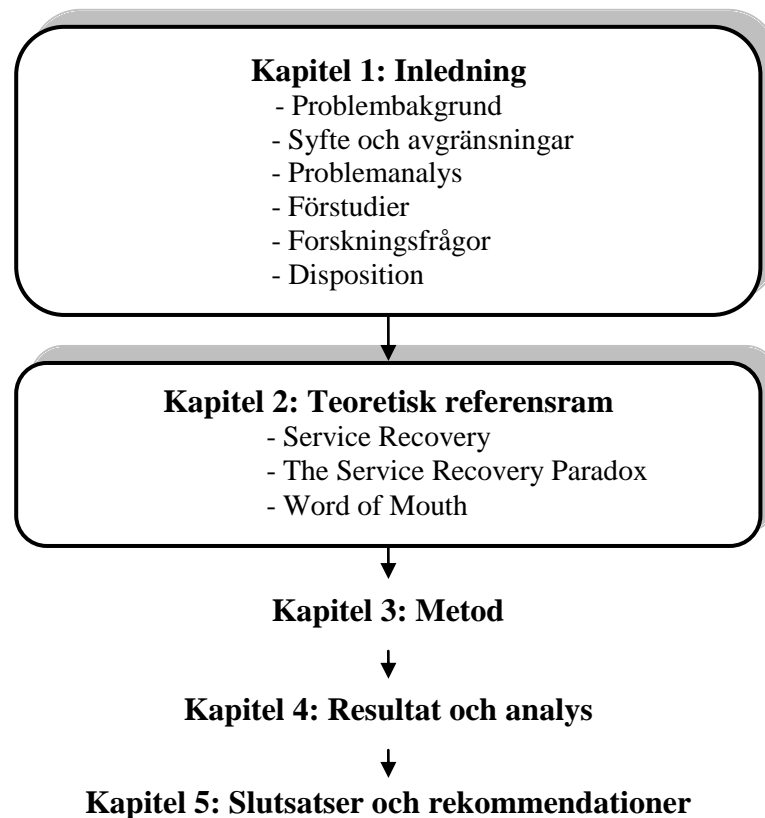 Kapitel 1: Inledning
- Problembakgrund
- Syfte och avgränsningar
- Problemanalys
- Förstudier
- Forskningsfrågor
- Disposition
Kapitel 2: Teoretisk referensram
- Service Recovery
- The Service Recovery Paradox
- Word of Mouth
Kapitel 3: Metod
Kapitel 4: Resultat och analys
Kapitel 5: Slutsatser och rekommendationer